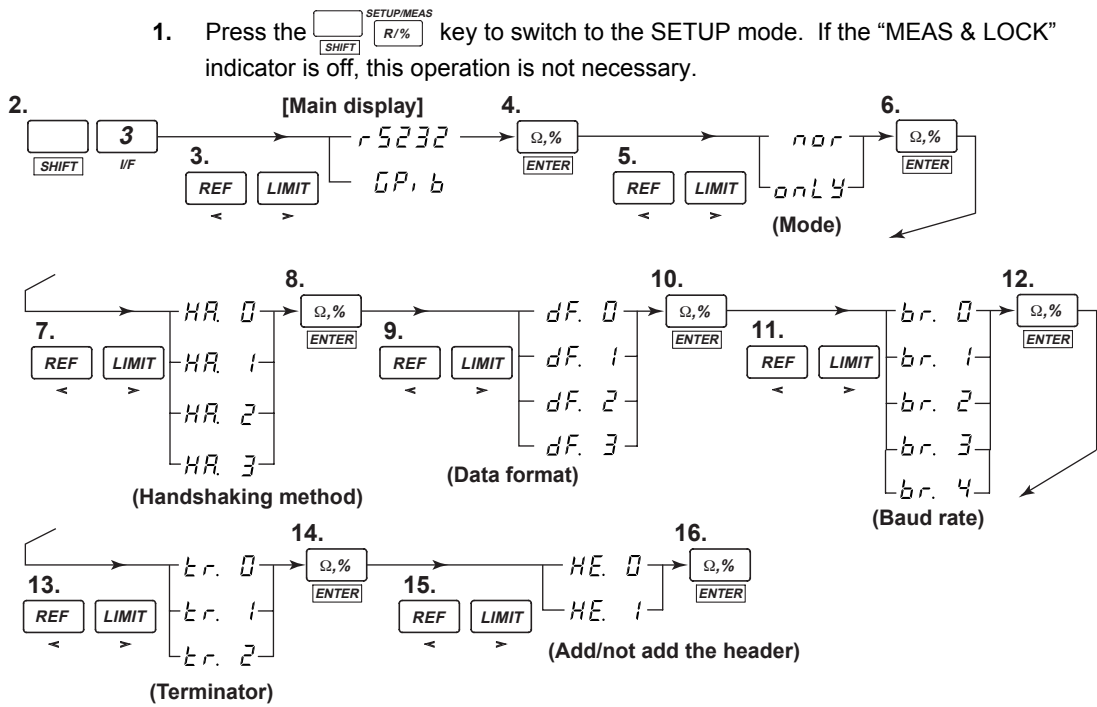 1. Press the SHIFT SETUP/MEAS R/% key to switch to the SETUP mode. If the “MEAS & LOCK”
indicator is off, this operation is not necessary.
2. [Main display] 4. 6.
SHIFT 3 I/F
3.
REF LIMIT
< >
rS232
GPib
Ω,%
ENTER
5.
REF LIMIT
< >
nor
onLY
(Mode)
Ω,%
ENTER
7.
REF LIMIT
< >
HA. 0
HA. 1
HA. 2
HA. 3
(Handshaking method)
8.
Ω,%
ENTER
9.
REF LIMIT
< >
dF. 0
dF. 1
dF. 2
dF. 3
(Data format)
10.
Ω,%
ENTER
11.
REF LIMIT
< >
br. 0
br. 1
br. 2
br. 3
br. 4
(Baud rate)
12.
Ω,%
ENTER
13.
REF LIMIT
< >
tr. 0
tr. 1
tr. 2
(Terminator)
14.
Ω,%
ENTER
15.
REF LIMIT
< >
HE. 0
HE. 1
(Add/not add the header)
16.
Ω,%
ENTER